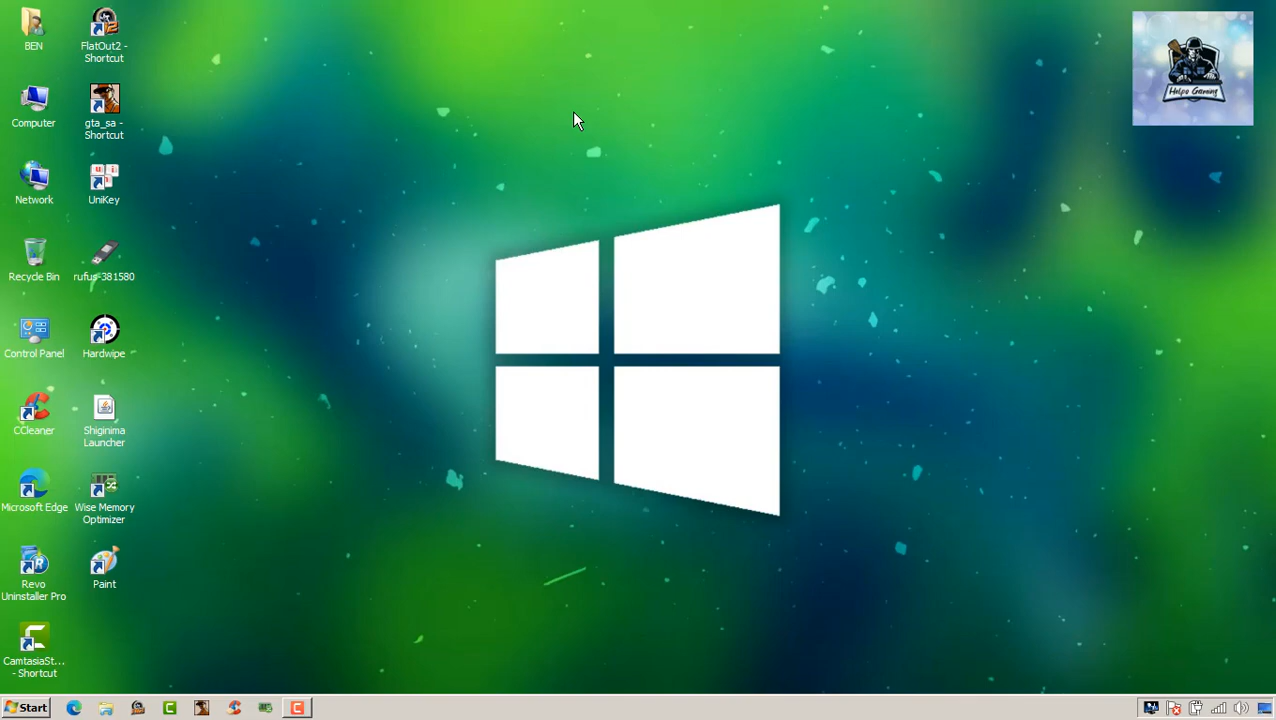 BEN
FlatOut2 -
Shortcut
Computer
gta_sa -
Shortcut
Network
UniKey
Recycle Bin
rufus-381580
Control Panel
Hardwipe
CCleaner
Shiginima
Launcher
Microsoft Edge
Wise Memory
Optimizer
Revo
Uninstaller Pro
Paint
CamtasiaSt...
- Shortcut
Helpo Gaming
Start